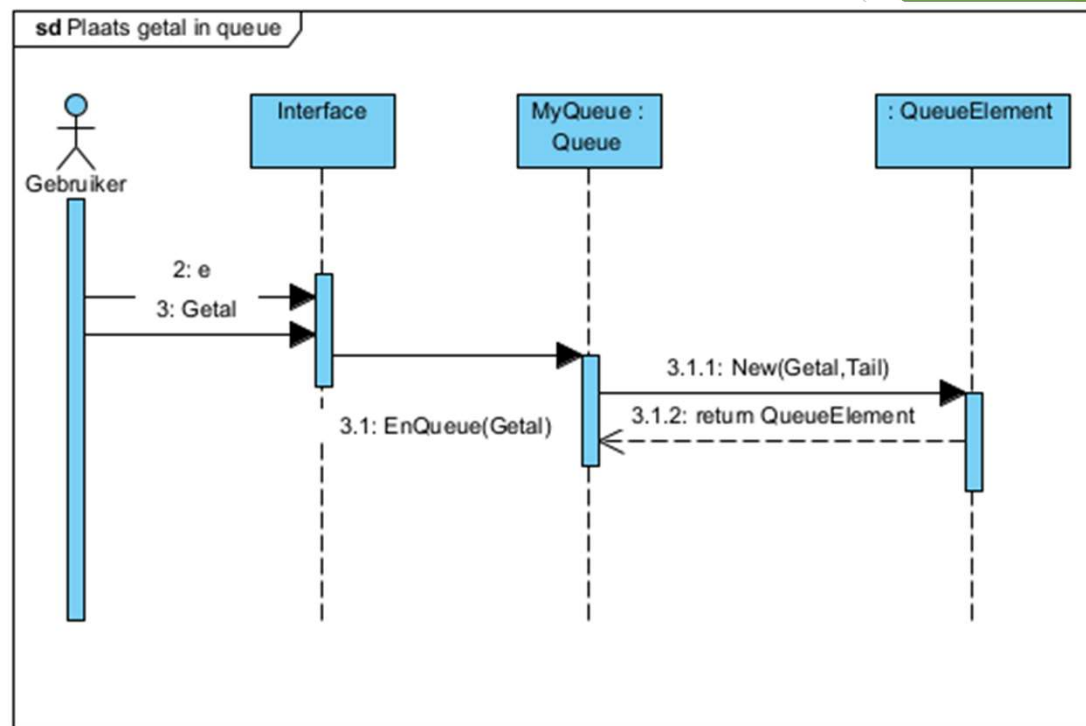 sd Plaats getal in queue
Interface
MyQueue :
Queue
: QueueElement
Gebruiker
2: e
3: Getal
3.1: EnQueue(Getal)
3.1.1: New(Getal,Tail)
3.1.2: return QueueElement